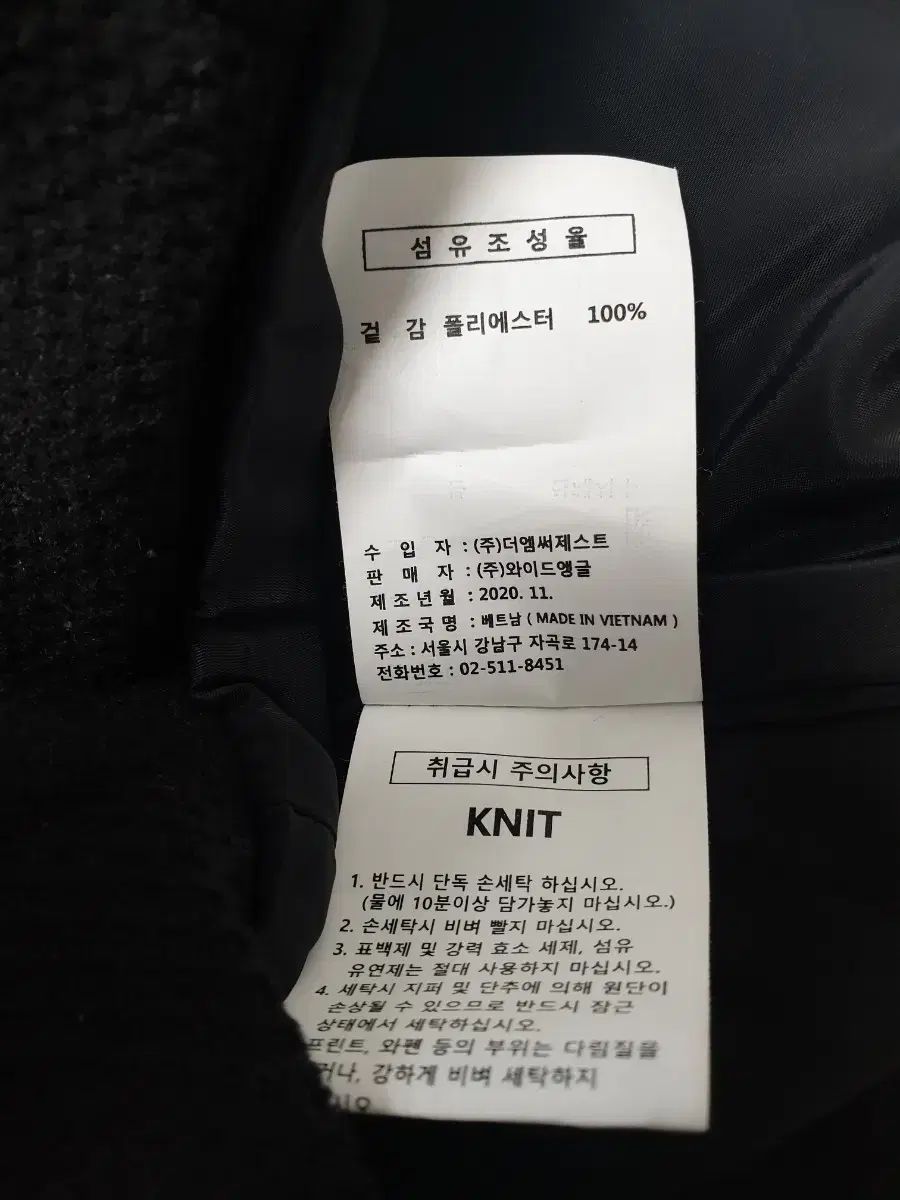 섬유조성율
겉 감 폴리에스터 100%
수 입 자 : (주)더엠써제스트
판 매 자 : (주)와이드앵글
제조년월 : 2020. 11.
제조국명 : 베트남 ( MADE IN VIETNAM )
주소 : 서울시 강남구 자곡로 174-14
전화번호 : 02-511-8451
취급시 주의사항
KNIT
1. 반드시 단독 손세탁 하십시오.
(물에 10분이상 담가놓지 마십시오.)
2. 손세탁시 비벼 빨지 마십시오.
3. 표백제 및 강력 효소 세제, 섬유
유연제는 절대 사용하지 마십시오.
4. 세탁시 지퍼 및 단추에 의해 원단이
손상될 수 있으므로 반드시 잠근
상태에서 세탁하십시오.
프린트, 와펜 등의 부위는 다림질을
거나, 강하게 비벼 세탁하지
시오